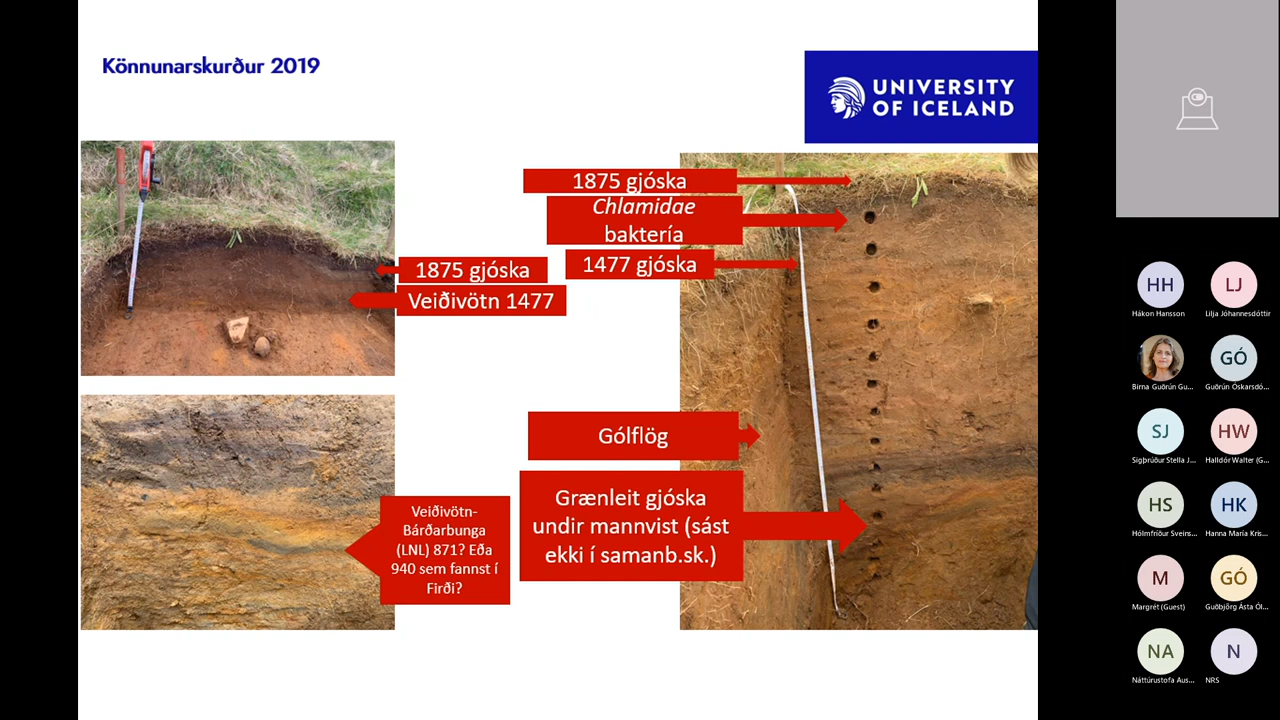 Könnunarskurður 2019
UNIVERSITY
OF ICELAND
1875 gjóska
Chlamidae
baktería
1477 gjóska
1875 gjóska
Veiðivötn 1477
Gólflög
Grænleit gjóska
undir mannvist (sást
ekki í samanb.sk.)
Veiðivötn-
Bárðarbunga
(LNL) 871? Eða
940 sem fannst í
Firði?
HH
Hákon Hansson
LJ
Lilja Jóhannesdóttir
Birna Guðrún Gu...
GÓ
Guðrún Óskarsdó...
SJ
Sigþrúður Stella J...
HW
Halldór Walter (G...
HS
Hólmfríður Sveins...
HK
Hanna María Kris...
M
Margrét (Guest)
GÓ
Guðbjörg Ásta Ól...
NA
Náttúrustofa Aus...
N
NRS